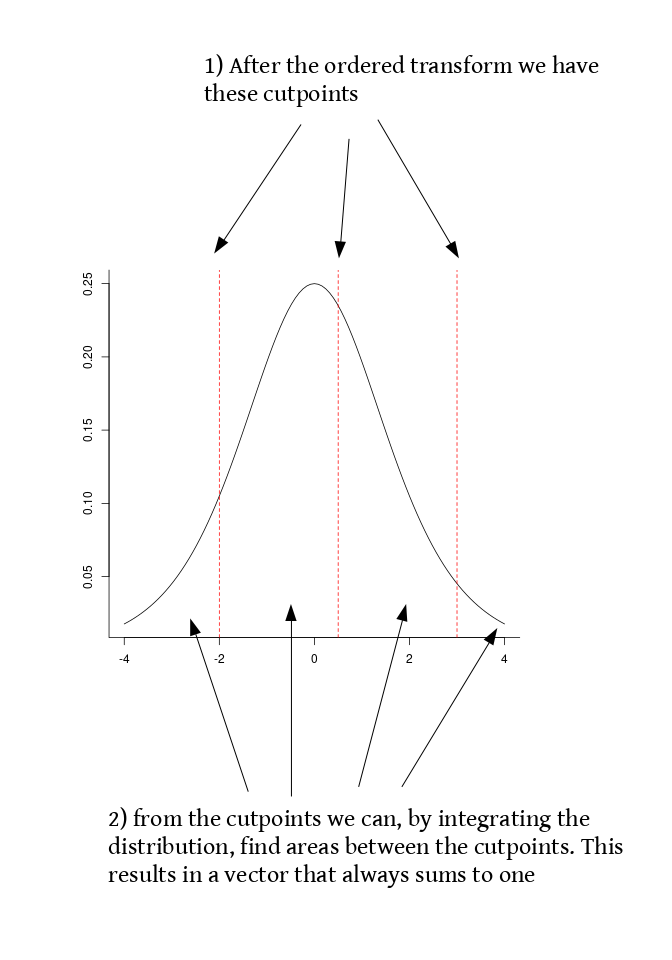 1) After the ordered transform we have
these cutpoints
0.25
0.20
0.15
0.10
0.05
-4 -2 0 2 4
2) from the cutpoints we can, by integrating the
distribution, find areas between the cutpoints. This
results in a vector that always sums to one